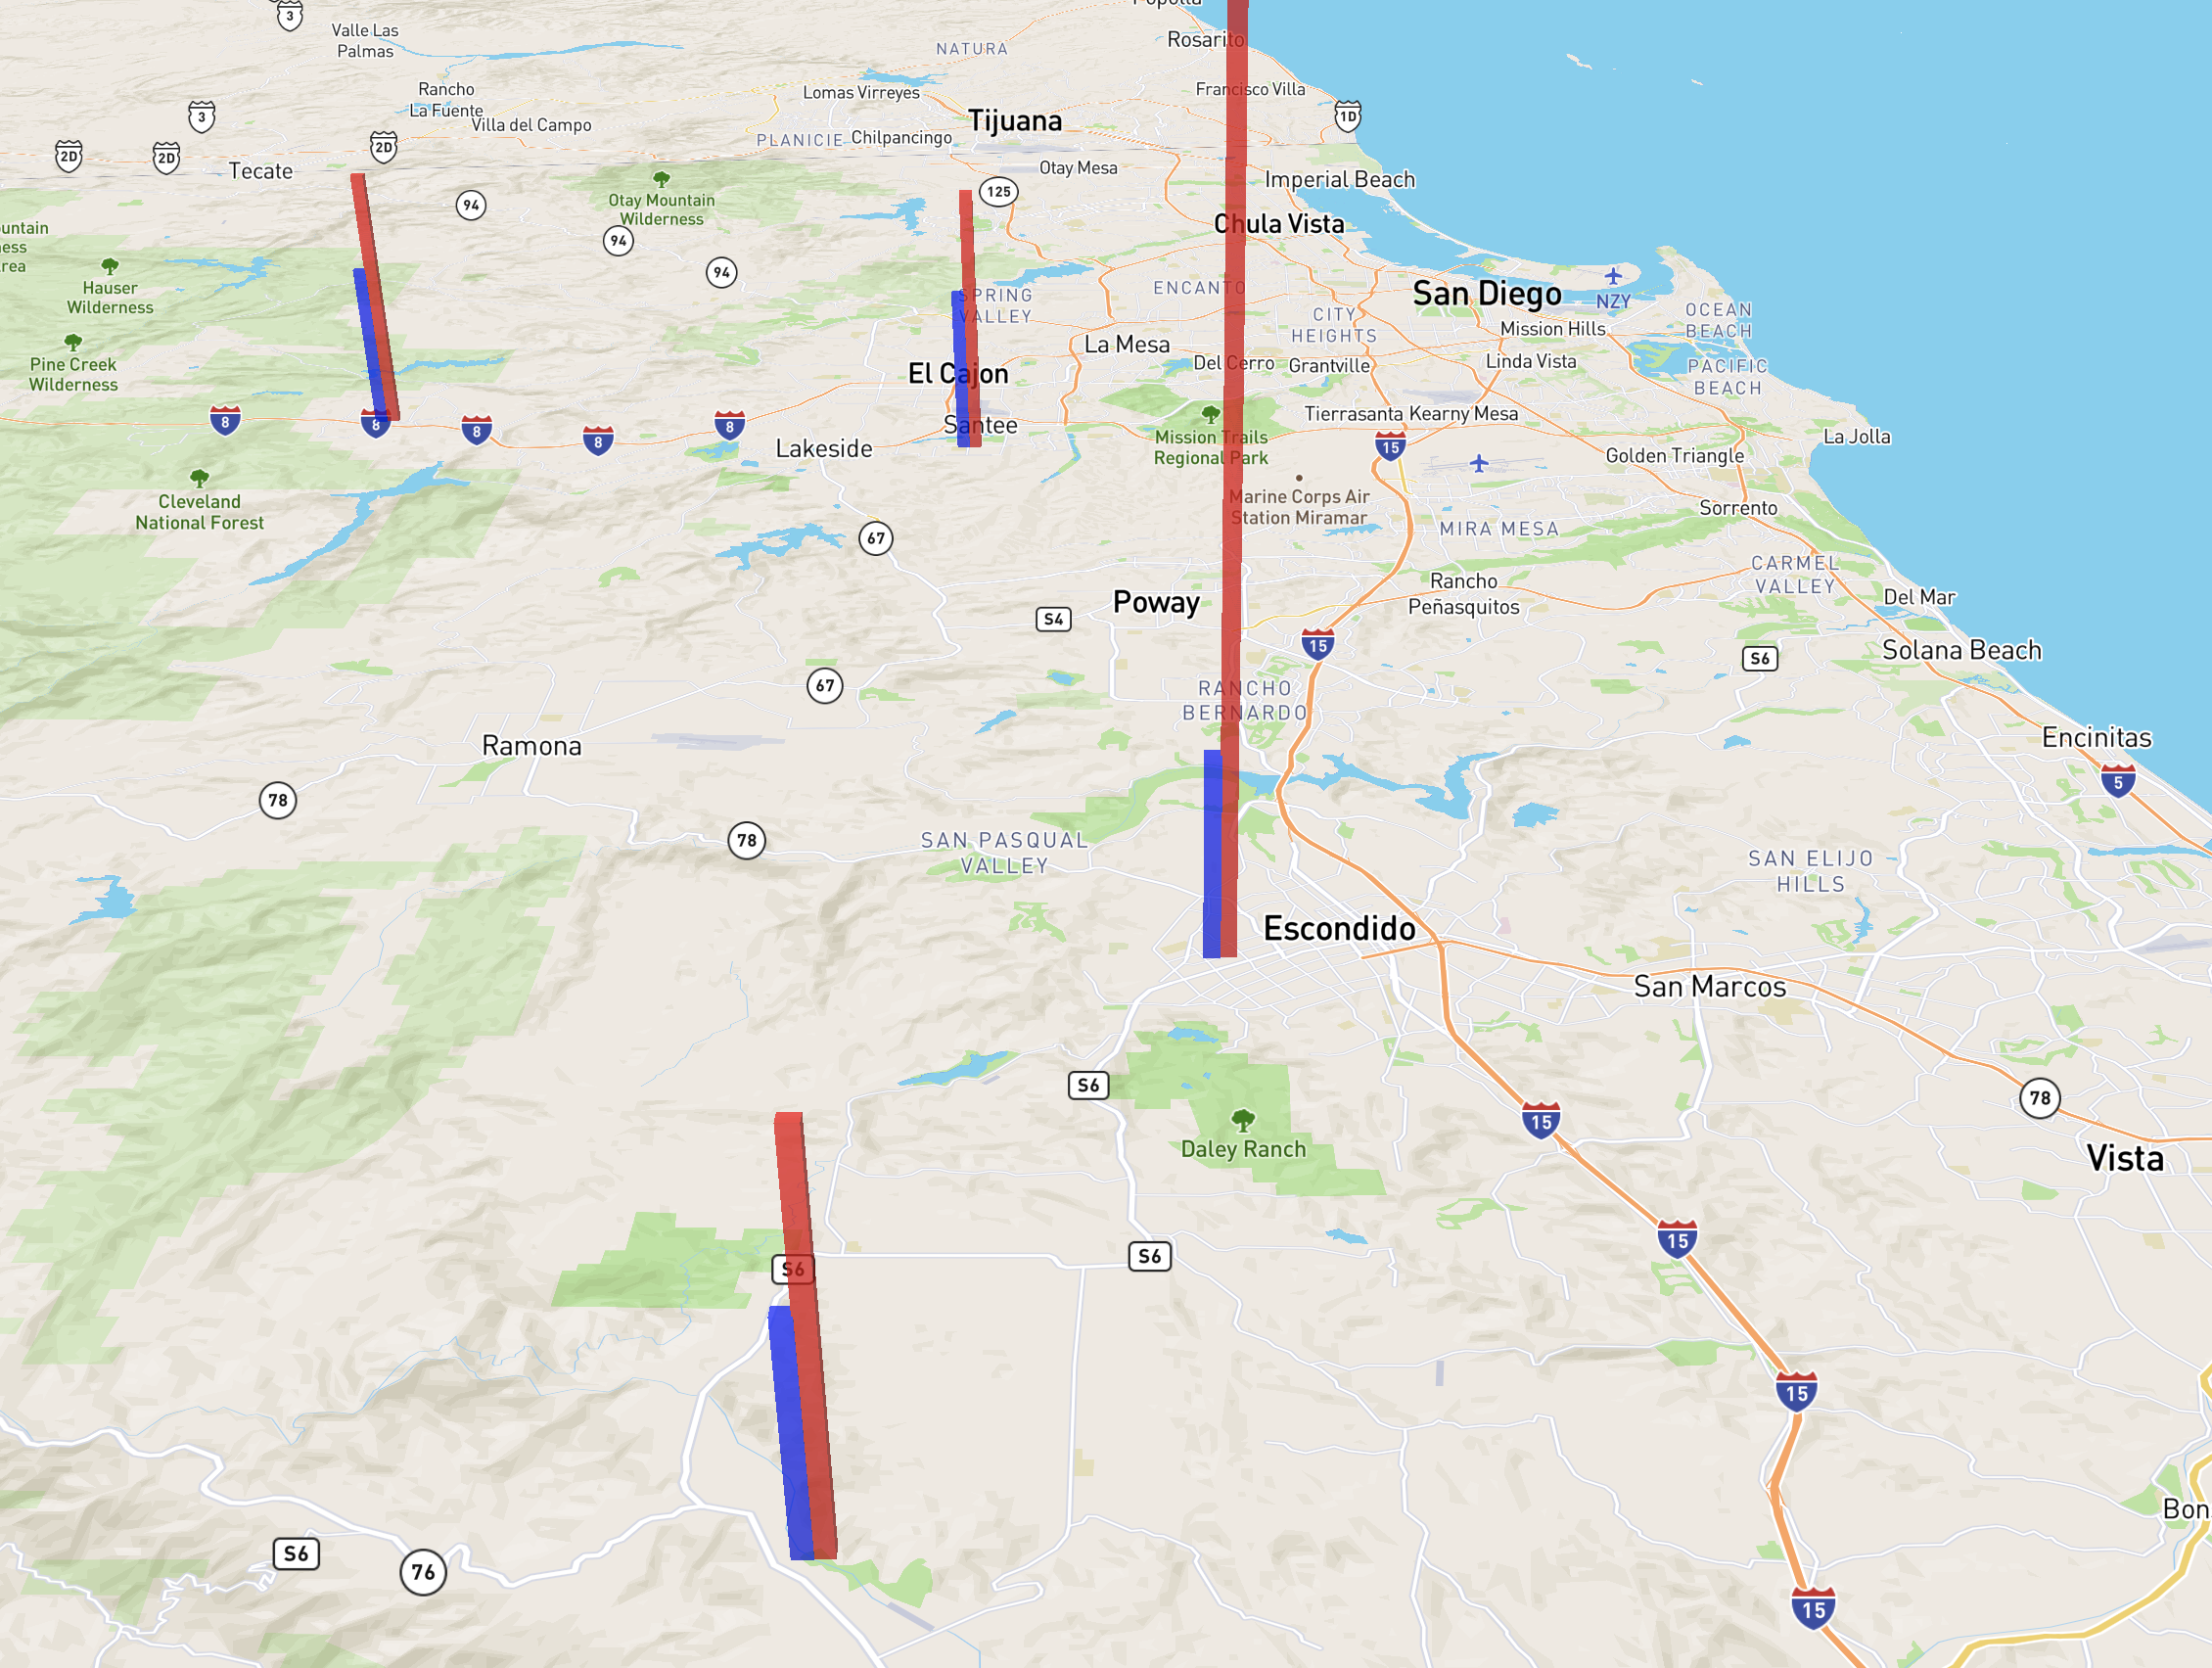 Rosarito
3
Valle Las
Palmas
NATURA
Rancho
La Fuente
Lomas Virreyes
Francisco Villa
3
Villa del Campo
Tijuana
1D
2D
2D
2D
PLANICIE
Chilpancingo
Tecate
Otay Mesa
Imperial Beach
94
Otay Mountain
Wilderness
125
Chula Vista
94
94
Hauser
Wilderness
SPRING
VALLEY
ENCANTO
San Diego
NZY
OCEAN
BEACH
CITY
HEIGHTS
Mission Hills
Pine Creek
Wilderness
La Mesa
Del Cerro
Grantville
Linda Vista
PACIFIC
BEACH
El Cajon
8
8
8
8
8
Santee
Lakeside
Mission Trails
Regional Park
Tierrasanta
Kearny Mesa
15
La Jolla
Golden Triangle
Cleveland
National Forest
Marine Corps Air
Station Miramar
Sorrento
67
MIRA MESA
CARMEL
VALLEY
Rancho
Peñasquitos
Del Mar
Poway
S4
15
Solana Beach
S6
67
RANCHO
BERNARDO
Ramona
Encinitas
5
78
78
SAN PASQUAL
VALLEY
SAN ELIJO
HILLS
Escondido
San Marcos
S6
78
15
Daley Ranch
Vista
S6
S6
15
15
Bon
S6
76
15